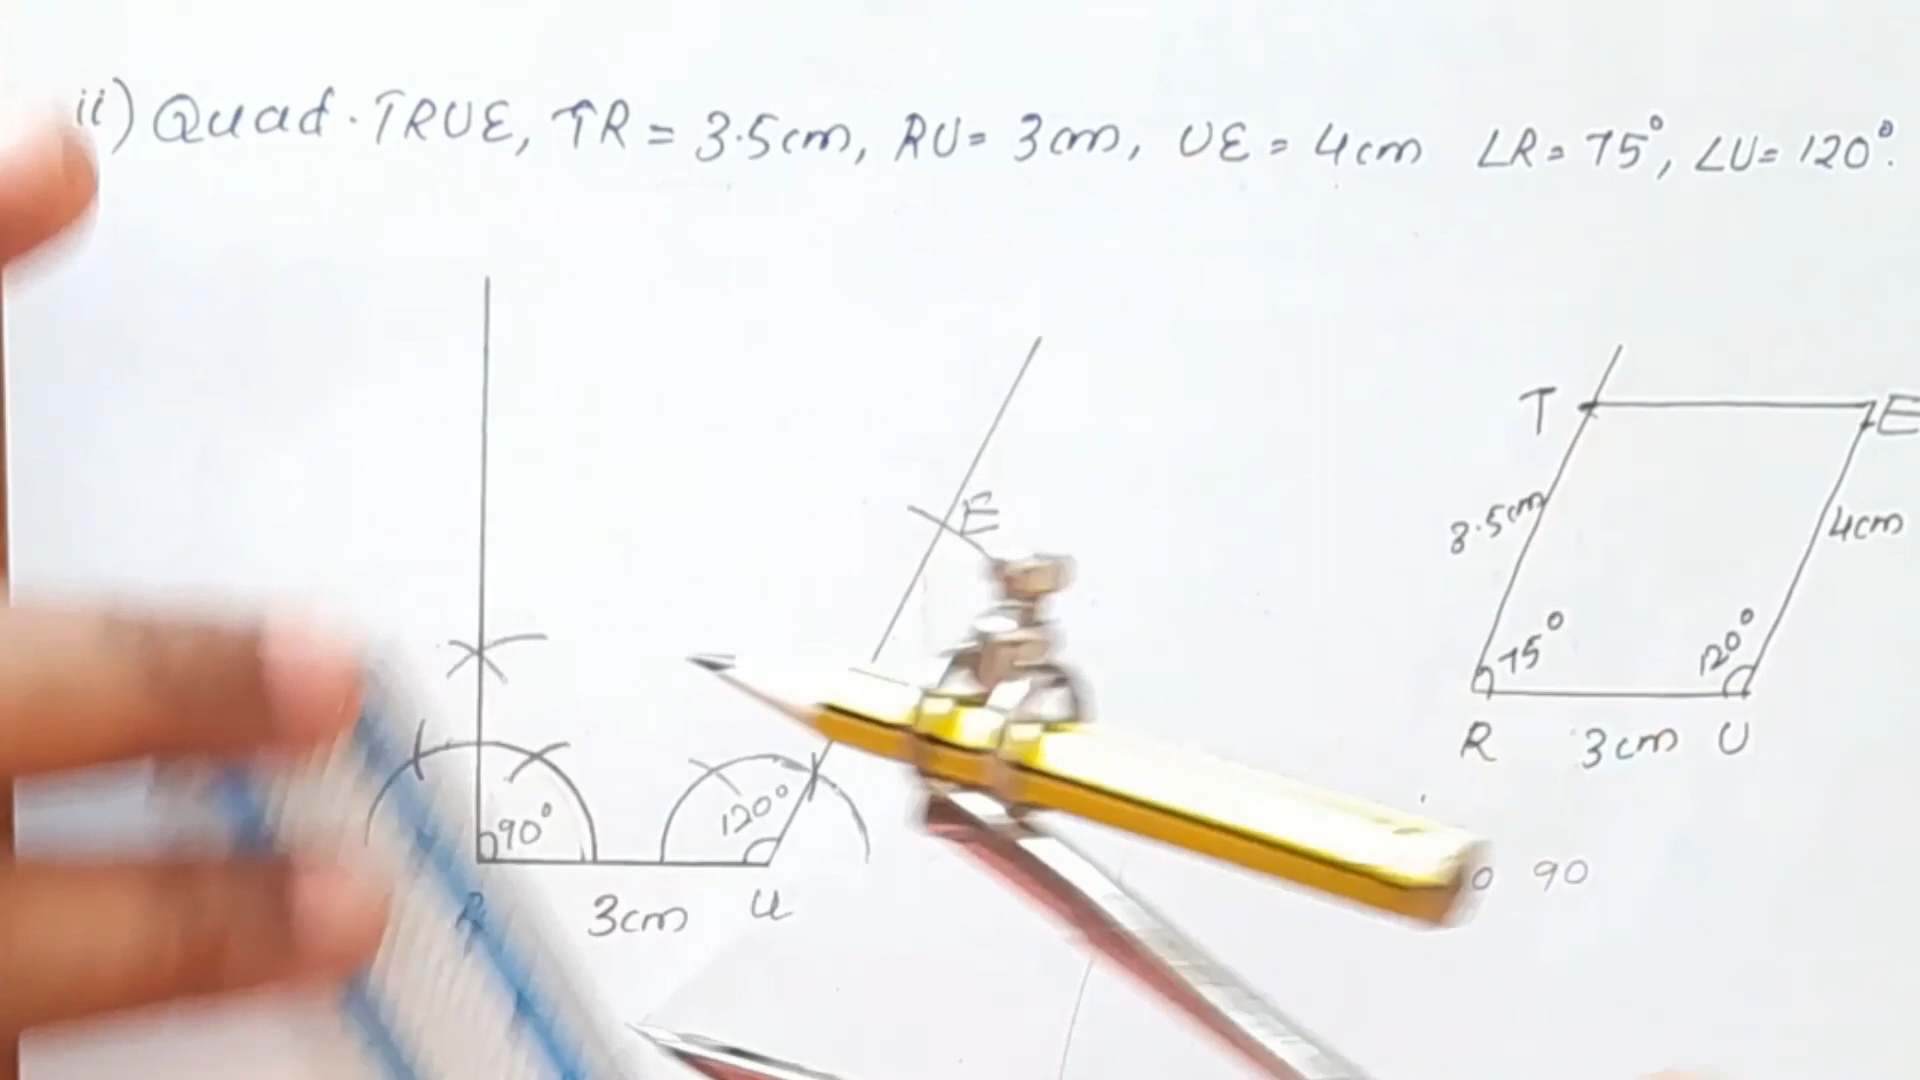 ii) Quad. TRUE, TR = 3.5cm, RU= 3cm, UE = 4cm ∠R= 75°, ∠U= 120°.
T E
E
3.5cm 4cm
75° 120°
R 3cm U
90° 120°
0 90
R 3cm U